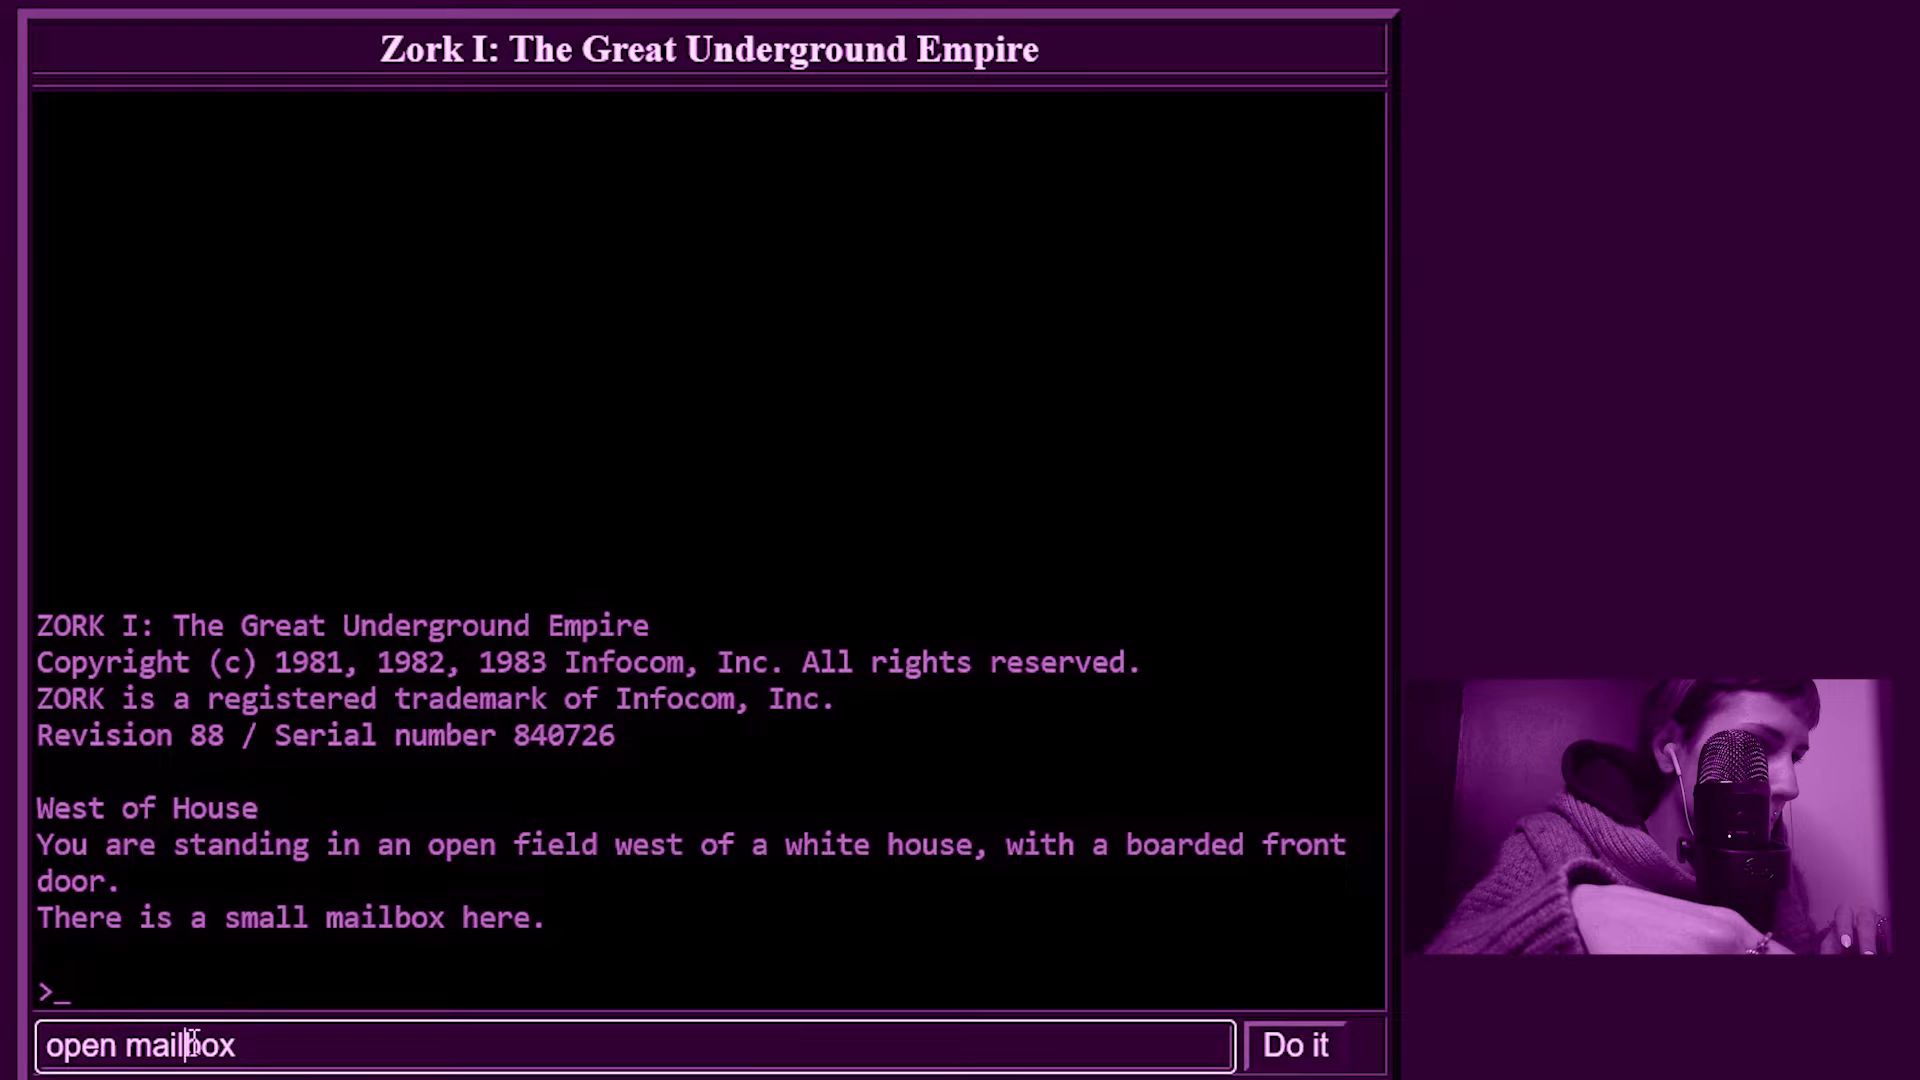 Zork I: The Great Underground Empire
ZORK I: The Great Underground Empire
Copyright (c) 1981, 1982, 1983 Infocom, Inc. All rights reserved.
ZORK is a registered trademark of Infocom, Inc.
Revision 88 / Serial number 840726
West of House
You are standing in an open field west of a white house, with a boarded front
door.
There is a small mailbox here.
>_
open mailbox
Do it